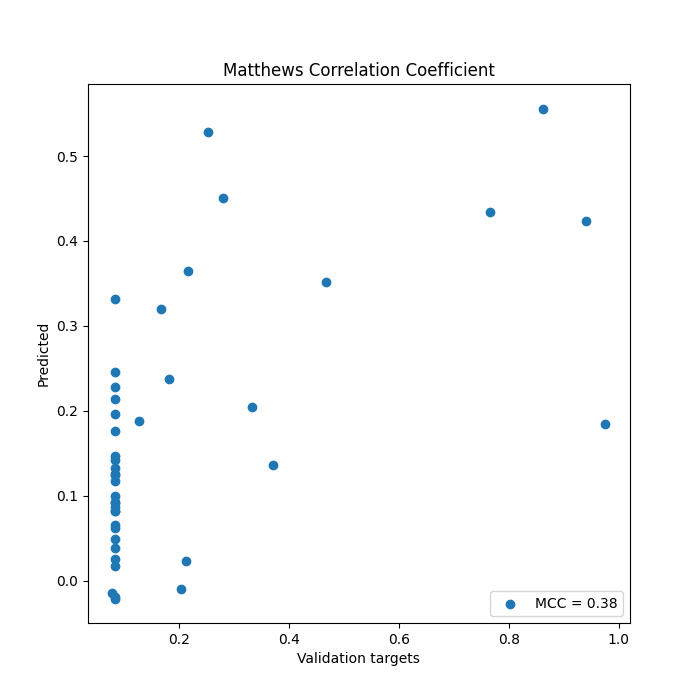 Matthews Correlation Coefficient
Predicted
0.5
0.4
0.3
0.2
0.1
0.0
MCC = 0.38
0.2 0.4 0.6 0.8 1.0
Validation targets